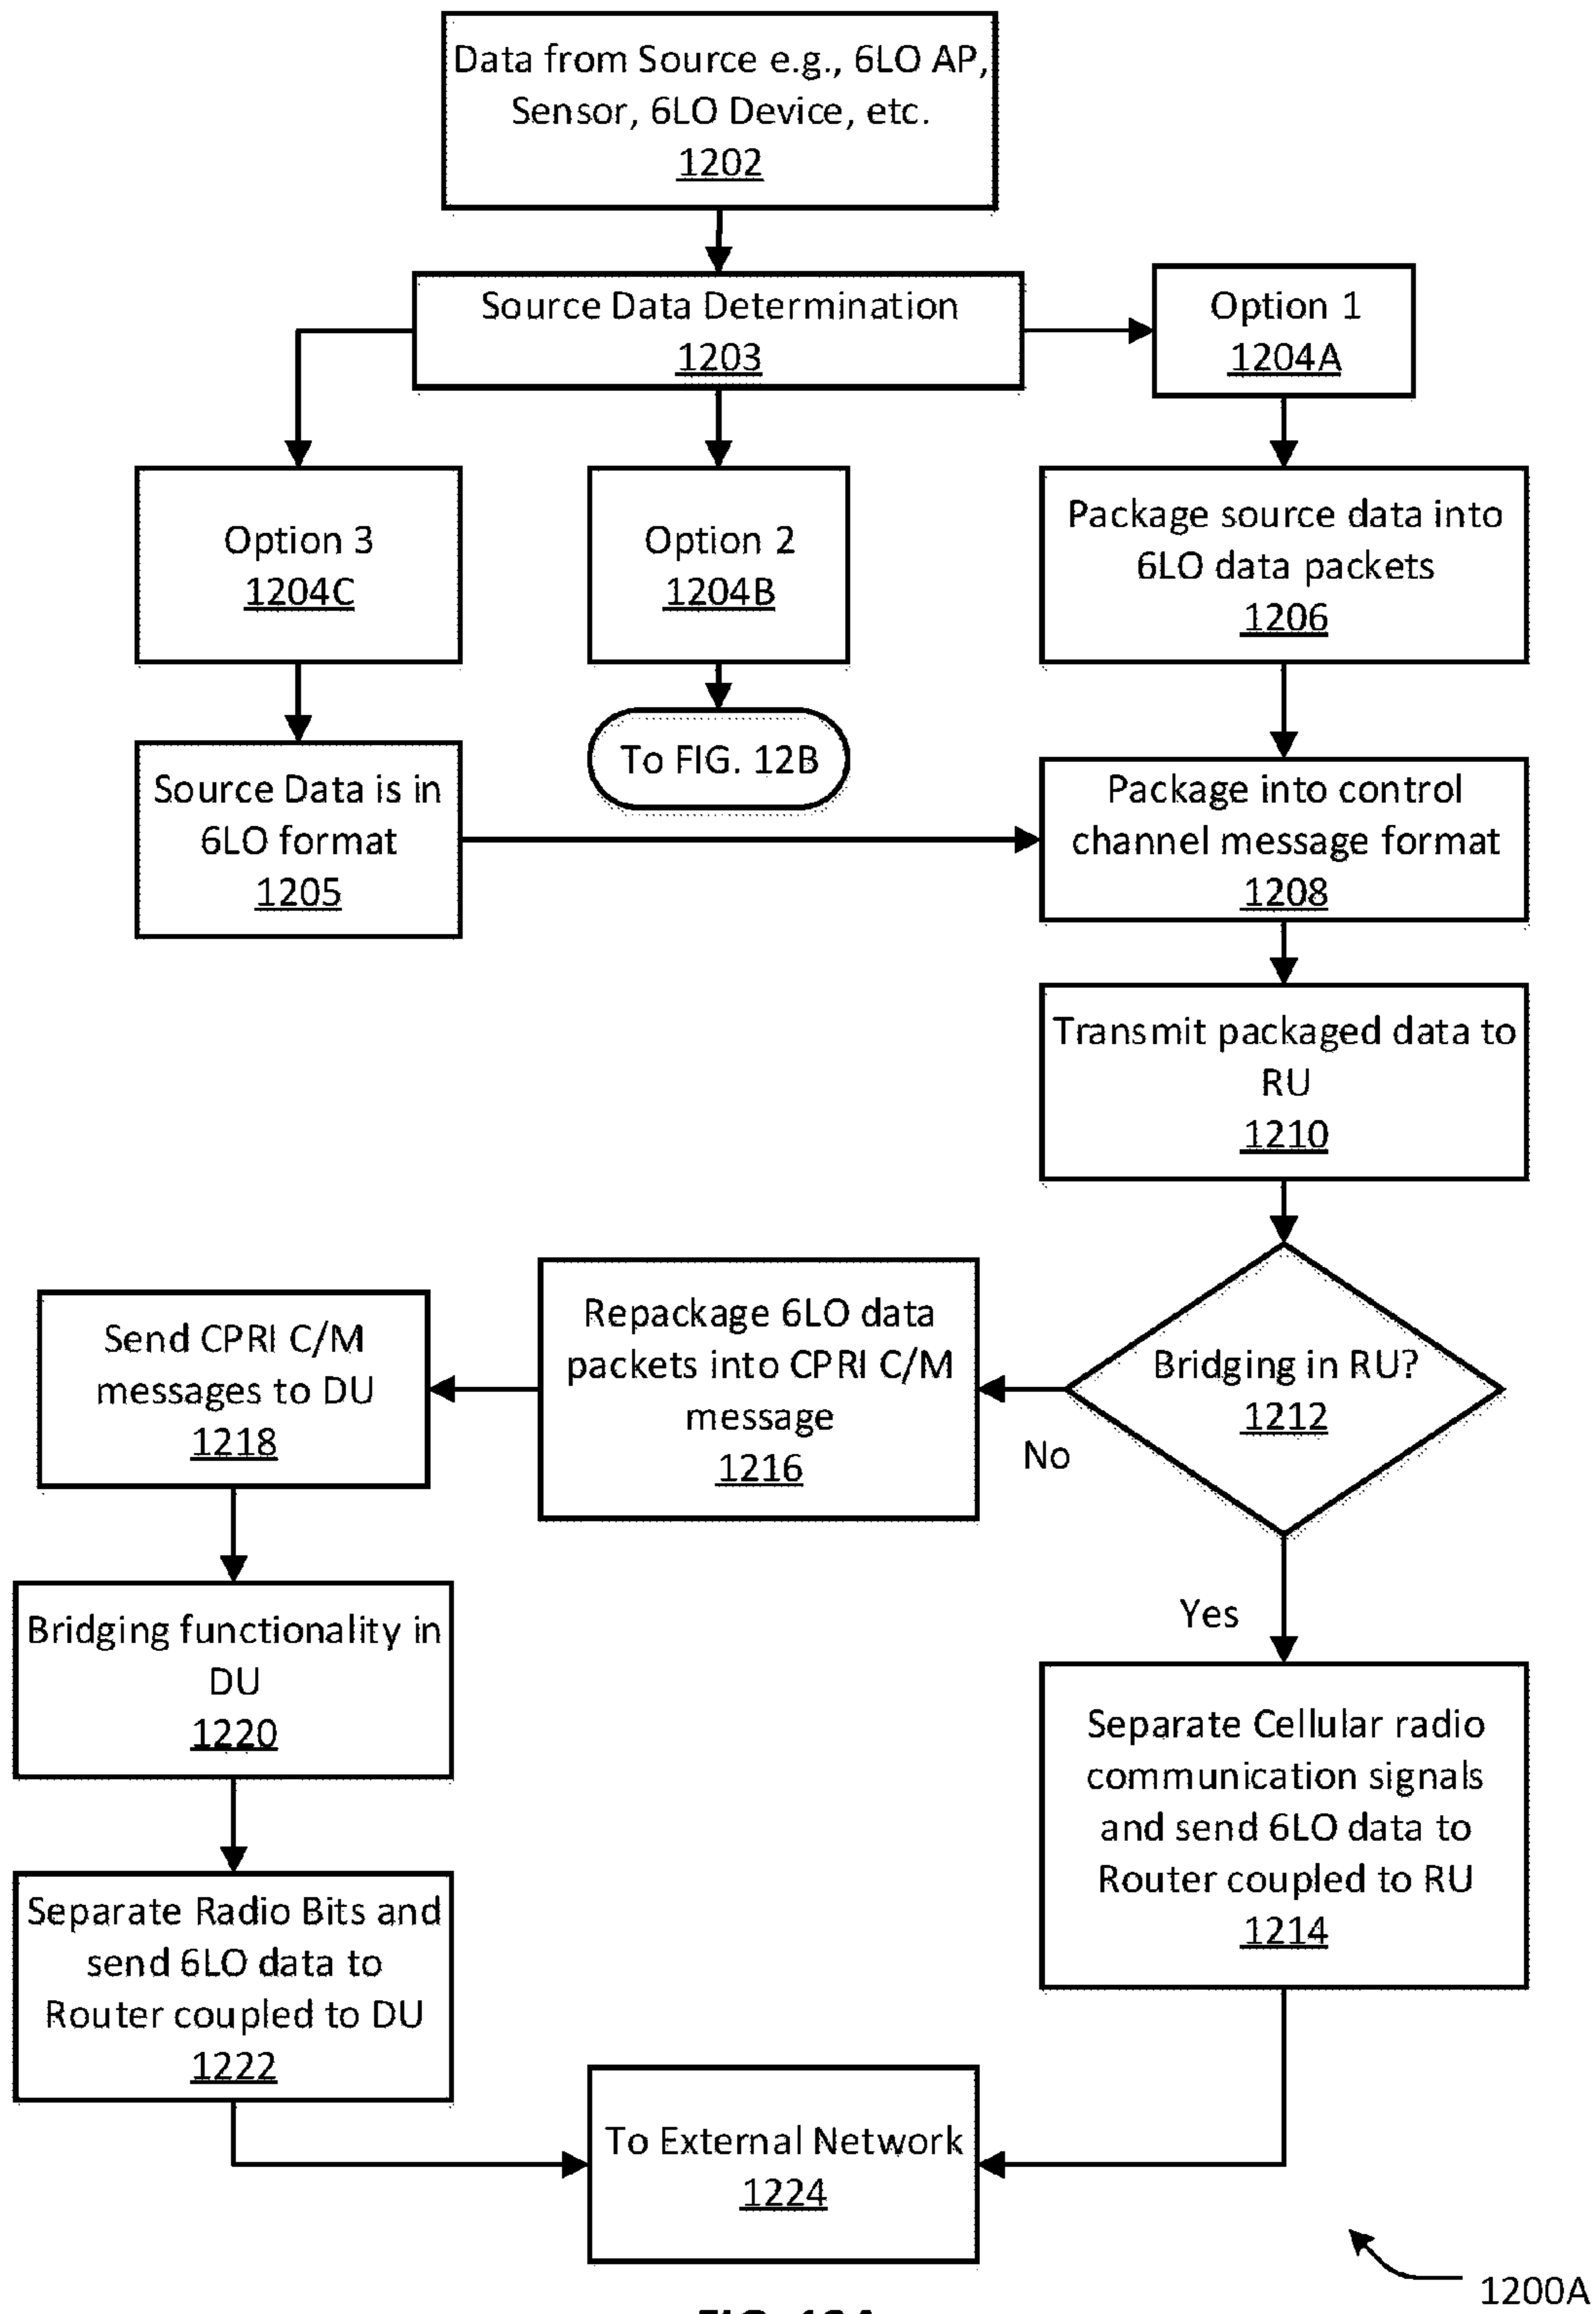 Data from Source e.g., 6LO AP,
Sensor, 6LO Device, etc.
1202
Source Data Determination
1203
Option 1
1204A
Option 3
1204C
Option 2
1204B
Package source data into
6LO data packets
1206
To FIG. 12B
Source Data is in
6LO format
1205
Package into control
channel message format
1208
Transmit packaged data to
RU
1210
Bridging in RU?
1212
No
Yes
Repackage 6LO data
packets into CPRI C/M
message
1216
Send CPRI C/M
messages to DU
1218
Bridging functionality in
DU
1220
Separate Cellular radio
communication signals
and send 6LO data to
Router coupled to RU
1214
Separate Radio Bits and
send 6LO data to
Router coupled to DU
1222
To External Network
1224
1200A